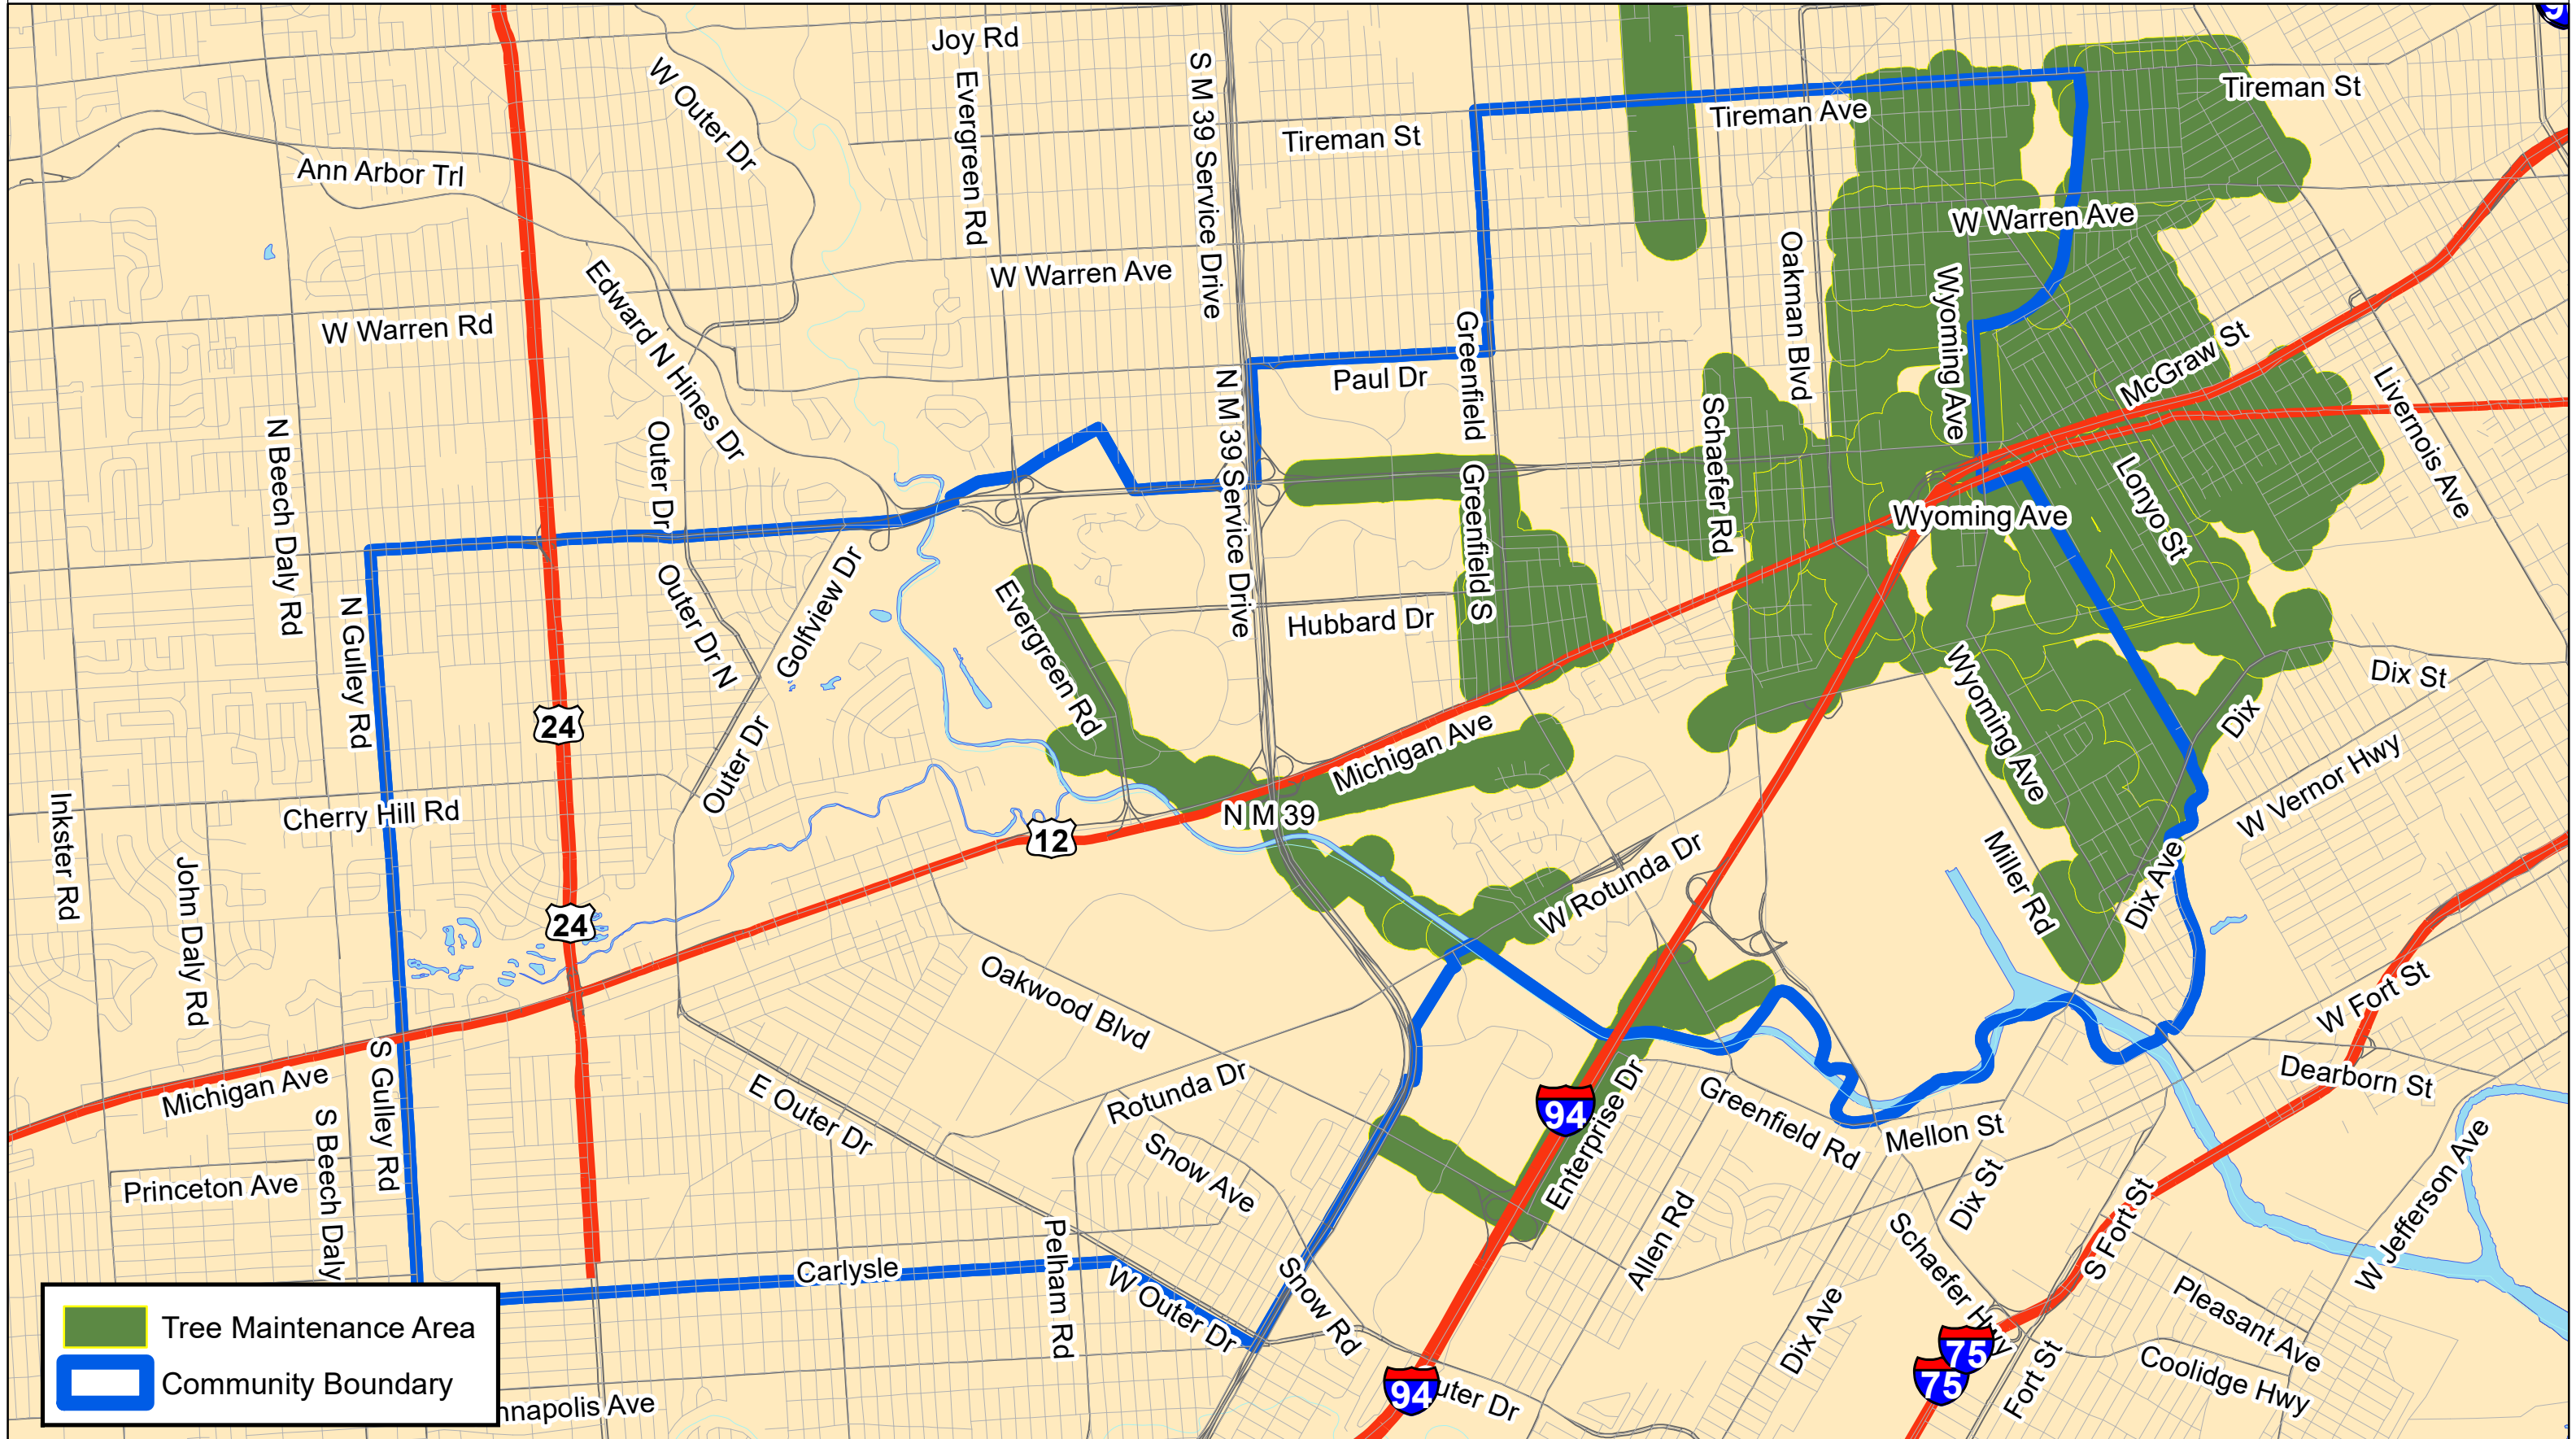 Joy Rd
W Outer Dr
Evergreen Rd
S M 39 Service Drive
Tireman St
Tireman Ave
Tireman St
Ann Arbor Trl
W Warren Ave
W Warren Ave
Oakman Blvd
Wyoming Ave
Edward N Hines Dr
W Warren Rd
Greenfield
Paul Dr
McGraw St
Livernois Ave
N M 39 Service Drive
Schaefer Rd
N Beech Daly Rd
Outer Dr
Greenfield S
Lonyo St
Wyoming Ave
N Gulley Rd
Outer Dr N
Golfview Dr
Evergreen Rd
Hubbard Dr
Wyoming Ave
Dix St
Dix
24
Outer Dr
Michigan Ave
W Vernor Hwy
Inkster Rd
Cherry Hill Rd
12
N M 39
John Daly Rd
W Rotunda Dr
Miller Rd
Dix Ave
24
Oakwood Blvd
W Fort St
Michigan Ave
S Gulley Rd
E Outer Dr
Rotunda Dr
94
Enterprise Dr
Greenfield Rd
Mellon St
Dearborn St
Princeton Ave
S Beech Daly
Snow Ave
Allen Rd
Dix St
S Fort St
W Jefferson Ave
Pelham Rd
Carlysle
W Outer Dr
Snow Rd
Schaefer Hwy
Dix Ave
Pleasant Ave
Coolidge Hwy
75
75
Fort St
94
uter Dr
nnapolis Ave
Tree Maintenance Area
Community Boundary